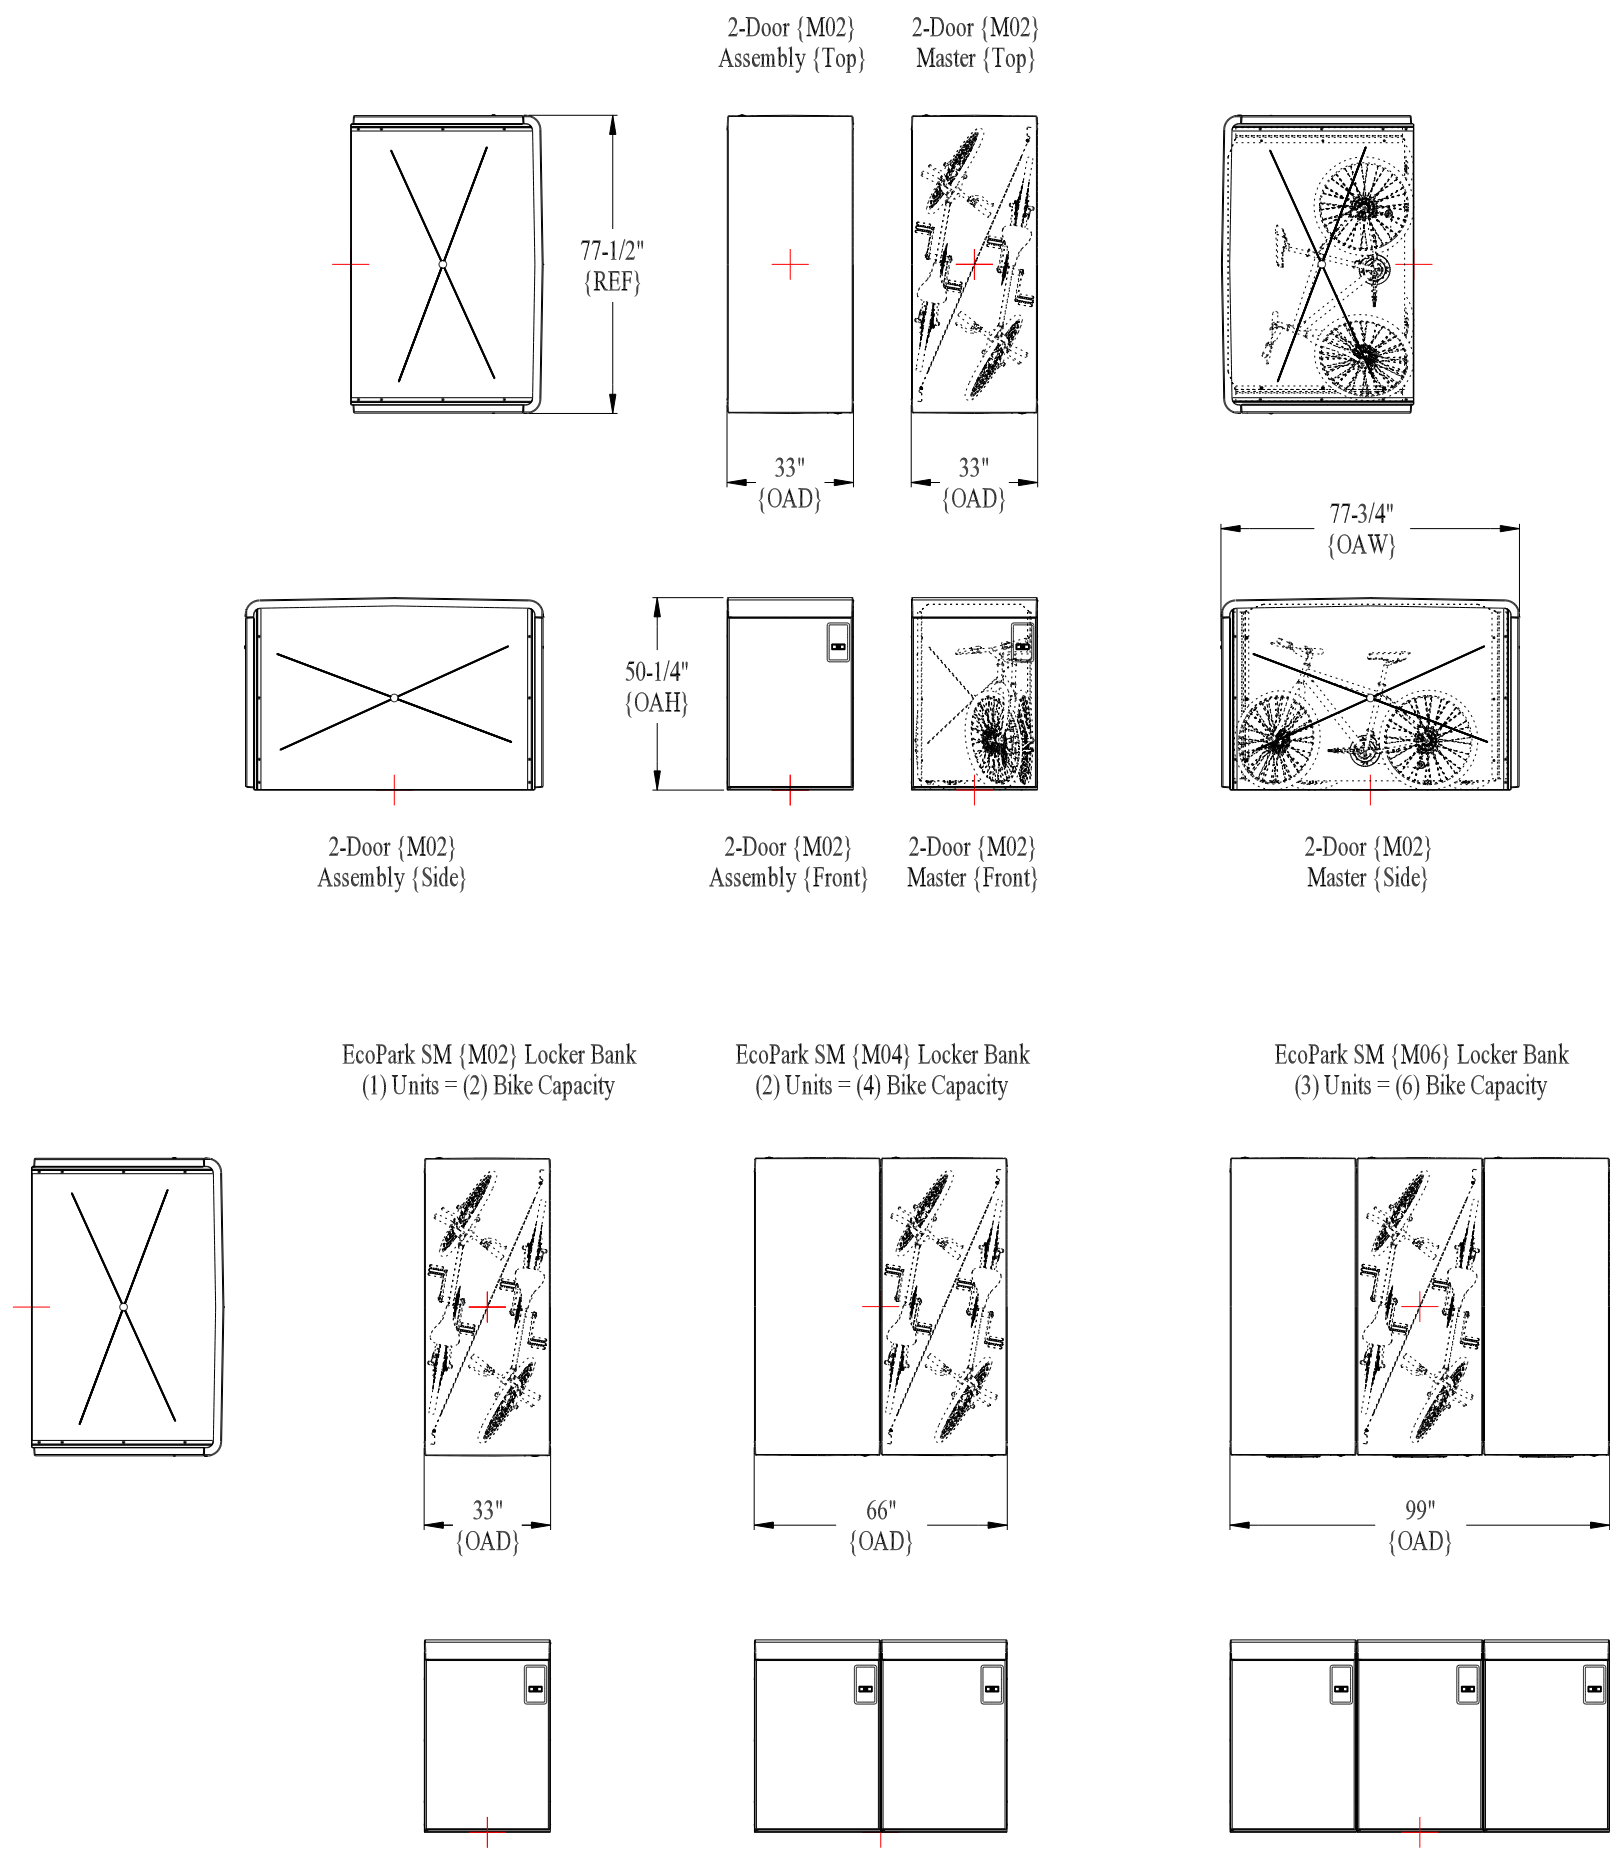 2-Door {M02}
Assembly {Top}
2-Door {M02}
Master {Top}
77-1/2"
{REF}
33"
{OAD}
33"
{OAD}
77-3/4"
{OAW}
50-1/4"
{OAH}
2-Door {M02}
Assembly {Side}
2-Door {M02}
Assembly {Front}
2-Door {M02}
Master {Front}
2-Door {M02}
Master {Side}
EcoPark SM {M02} Locker Bank
(1) Units = (2) Bike Capacity
EcoPark SM {M04} Locker Bank
(2) Units = (4) Bike Capacity
EcoPark SM {M06} Locker Bank
(3) Units = (6) Bike Capacity
33"
{OAD}
66"
{OAD}
99"
{OAD}